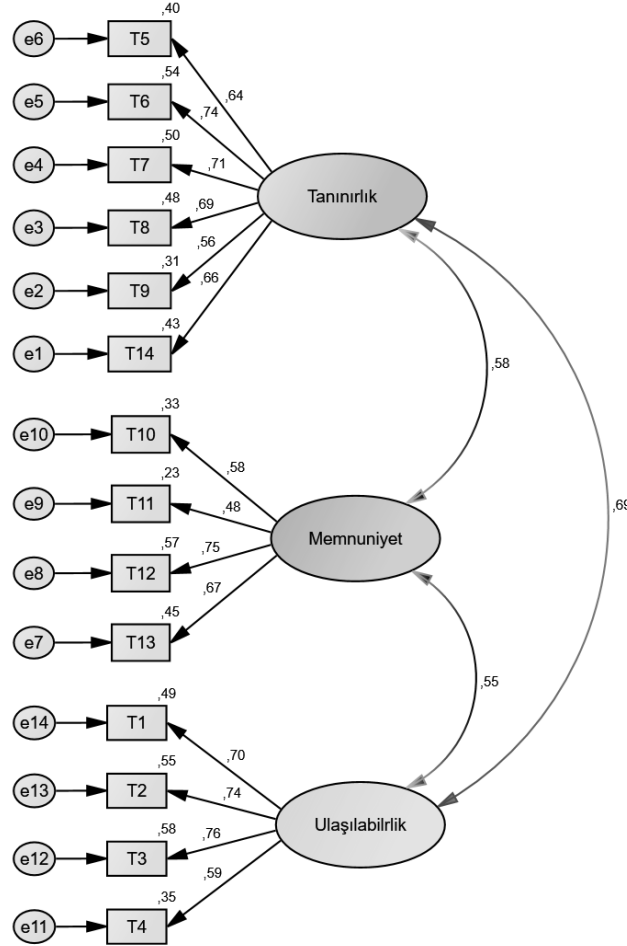 ,40
e6 T5
,64
,54
e5 T6
,74
,50
e4 T7
,71
Tanınırlık
,48
e3 T8
,69
,56
,31
e2 T9
,66
,43
e1 T14
,58
,33
e10 T10
,58
,23
e9 T11
,48
,69
Memnuniyet
,57
e8 T12
,75
,67
,45
e7 T13
,55
,49
e14 T1
,70
,55
e13 T2
,74
Ulaşılabilrlik
,58
e12 T3
,76
,59
,35
e11 T4